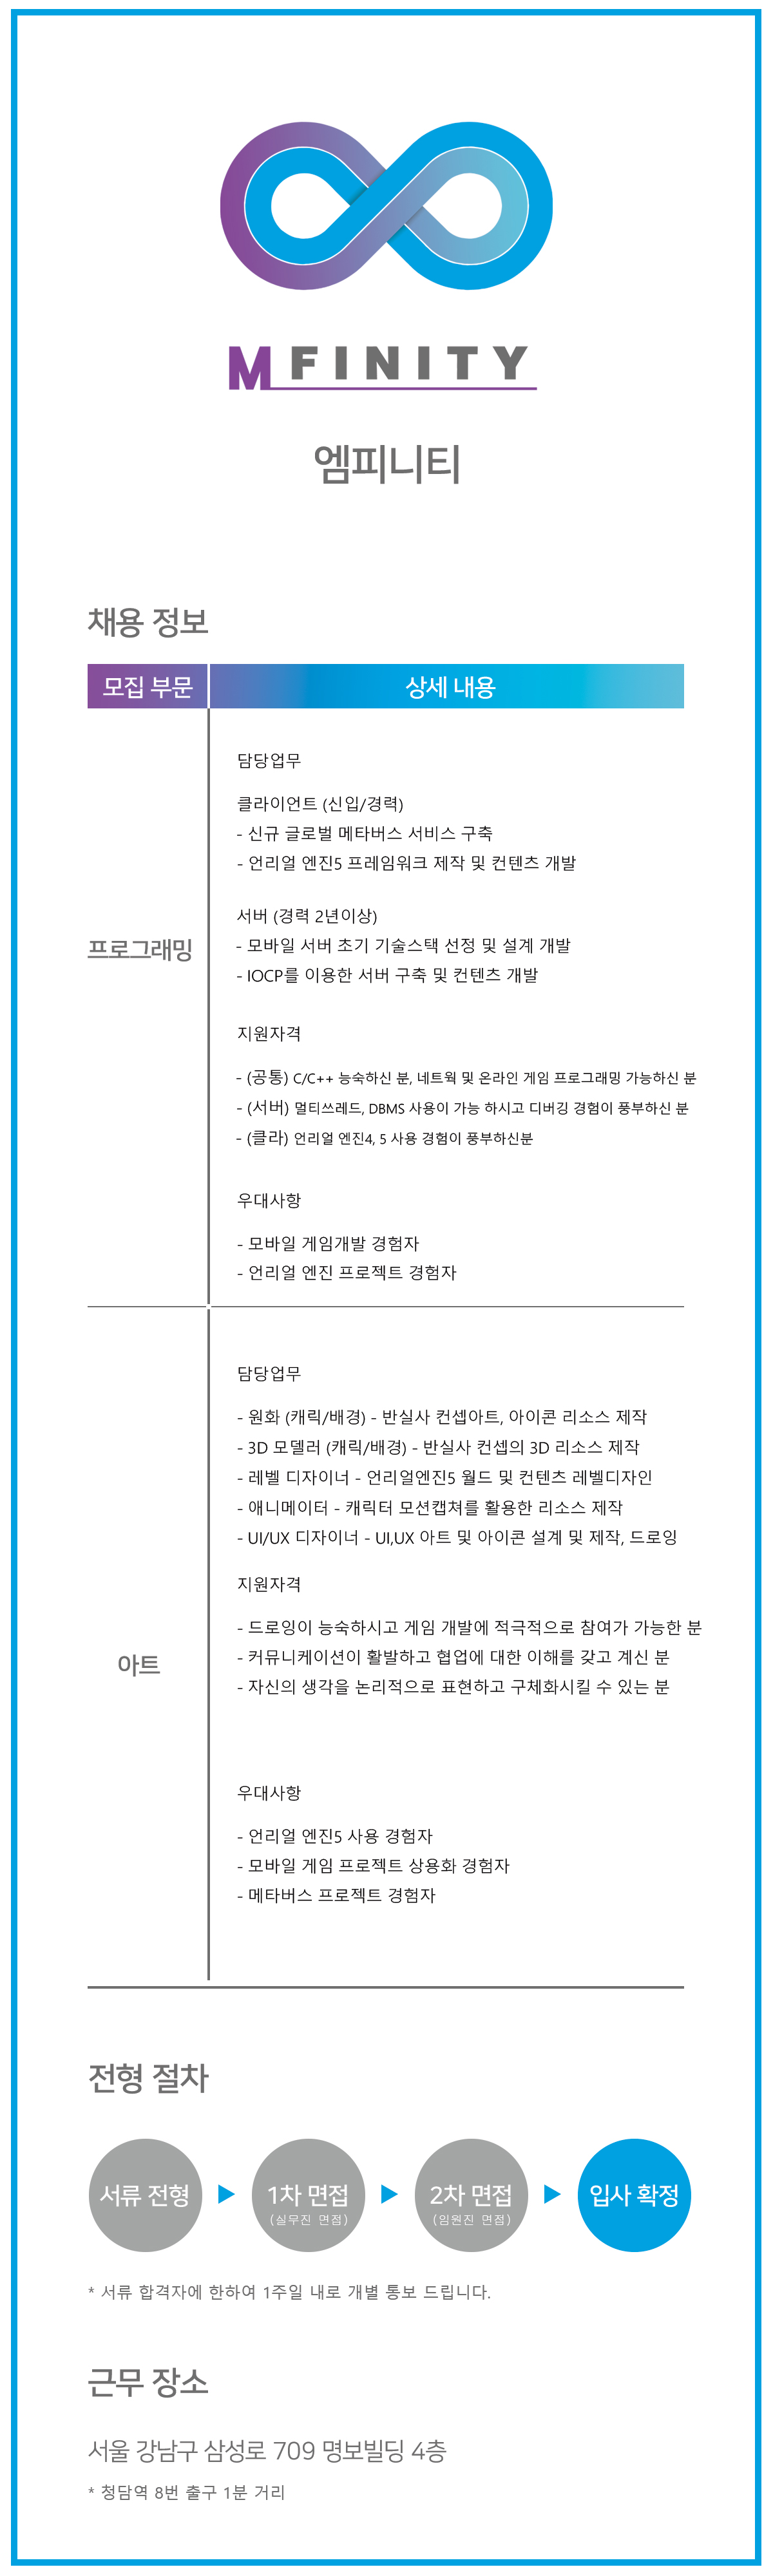 MFINITY
엠피니티
채용 정보
모집 부문
상세 내용
프로그래밍
담당업무
클라이언트 (신입/경력)
- 신규 글로벌 메타버스 서비스 구축
- 언리얼 엔진5 프레임워크 제작 및 컨텐츠 개발
서버 (경력 2년이상)
- 모바일 서버 초기 기술스택 선정 및 설계 개발
- IOCP를 이용한 서버 구축 및 컨텐츠 개발
지원자격
- (공통) C/C++ 능숙하신 분, 네트웍 및 온라인 게임 프로그래밍 가능하신 분
- (서버) 멀티쓰레드, DBMS 사용이 가능 하시고 디버깅 경험이 풍부하신 분
- (클라) 언리얼 엔진4, 5 사용 경험이 풍부하신분
우대사항
- 모바일 게임개발 경험자
- 언리얼 엔진 프로젝트 경험자
아트
담당업무
- 원화 (캐릭/배경) - 반실사 컨셉아트, 아이콘 리소스 제작
- 3D 모델러 (캐릭/배경) - 반실사 컨셉의 3D 리소스 제작
- 레벨 디자이너 - 언리얼엔진5 월드 및 컨텐츠 레벨디자인
- 애니메이터 - 캐릭터 모션캡쳐를 활용한 리소스 제작
- UI/UX 디자이너 - UI,UX 아트 및 아이콘 설계 및 제작, 드로잉
지원자격
- 드로잉이 능숙하시고 게임 개발에 적극적으로 참여가 가능한 분
- 커뮤니케이션이 활발하고 협업에 대한 이해를 갖고 계신 분
- 자신의 생각을 논리적으로 표현하고 구체화시킬 수 있는 분
우대사항
- 언리얼 엔진5 사용 경험자
- 모바일 게임 프로젝트 상용화 경험자
- 메타버스 프로젝트 경험자
전형 절차
서류 전형
1차 면접
(실무진 면접)
2차 면접
(임원진 면접)
입사 확정
* 서류 합격자에 한하여 1주일 내로 개별 통보 드립니다.
근무 장소
서울 강남구 삼성로 709 명보빌딩 4층
* 청담역 8번 출구 1분 거리